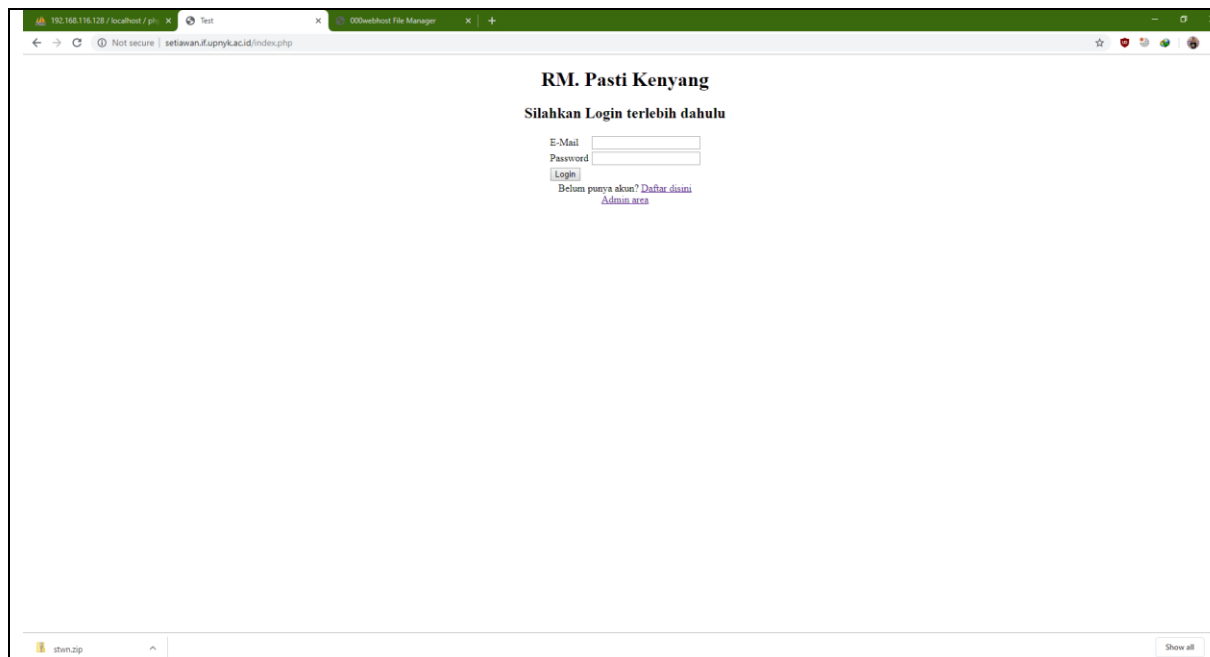 192.168.116.128 / localhost / ph
Test
000webhost File Manager
Not secure
setiawan.if.upnyk.ac.id/index.php
RM. Pasti Kenyang
Silahkan Login terlebih dahulu
E-Mail
Password
Login
Belum punya akun? Daftar disini
Admin area
stwn.zip
Show all